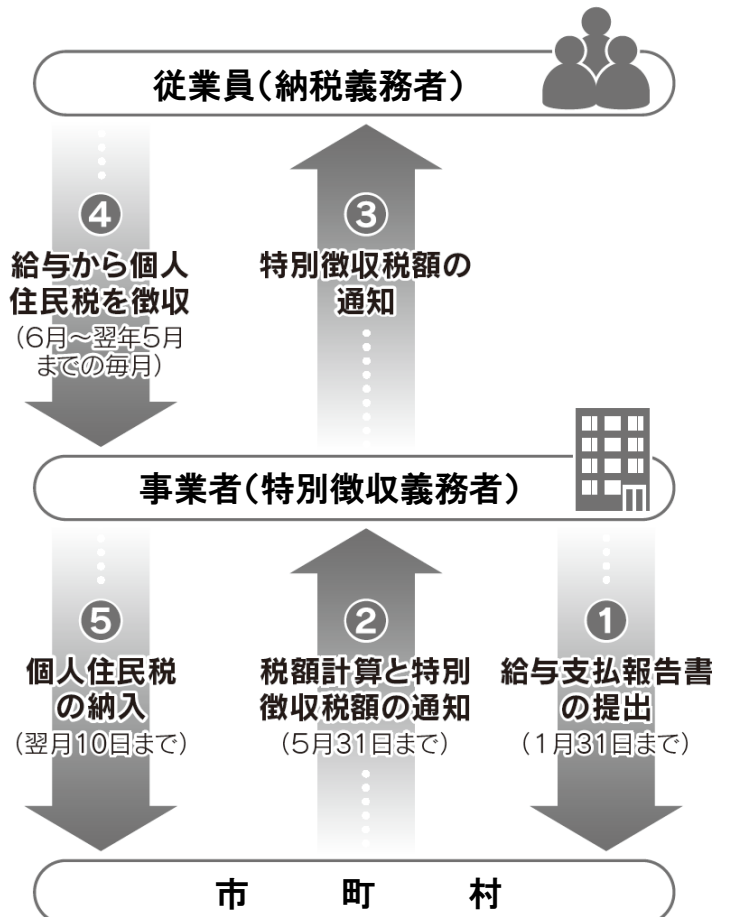 従業員（納税義務者）
④
給与から個人
住民税を徴収
（6月～翌年5月
までの毎月）
③
特別徴収税額の
通知
事業者（特別徴収義務者）
⑤
個人住民税
の納入
（翌月10日まで）
②
税額計算と特別
徴収税額の通知
（5月31日まで）
①
給与支払報告書
の提出
（1月31日まで）
市町村